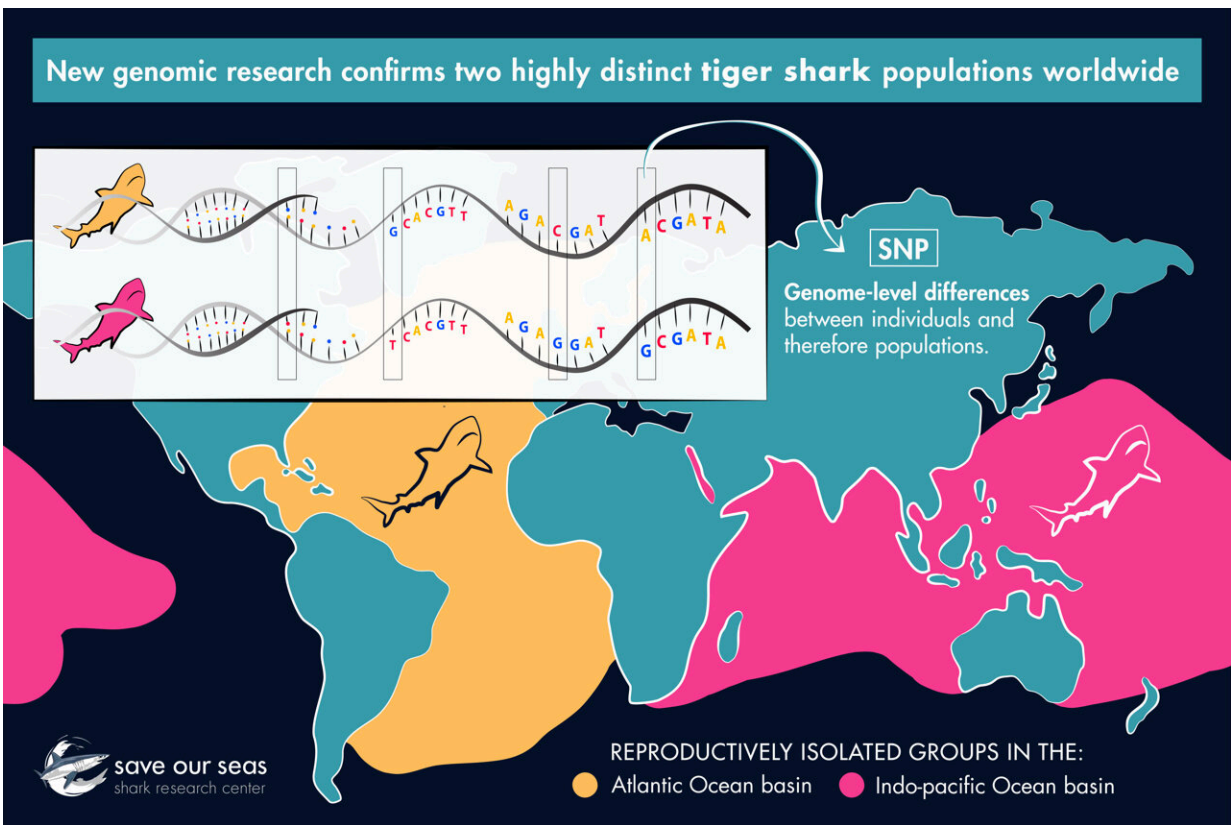 New genomic research confirms two highly distinct tiger shark populations worldwide
GCACGTT
AGACGAT
ACGATA
TCACGTT
AGAGGAT
GCGATA
SNP
Genome-level differences
between individuals and
therefore populations.
save our seas
shark research center
REPRODUCTIVELY ISOLATED GROUPS IN THE:
Atlantic Ocean basin
Indo-pacific Ocean basin